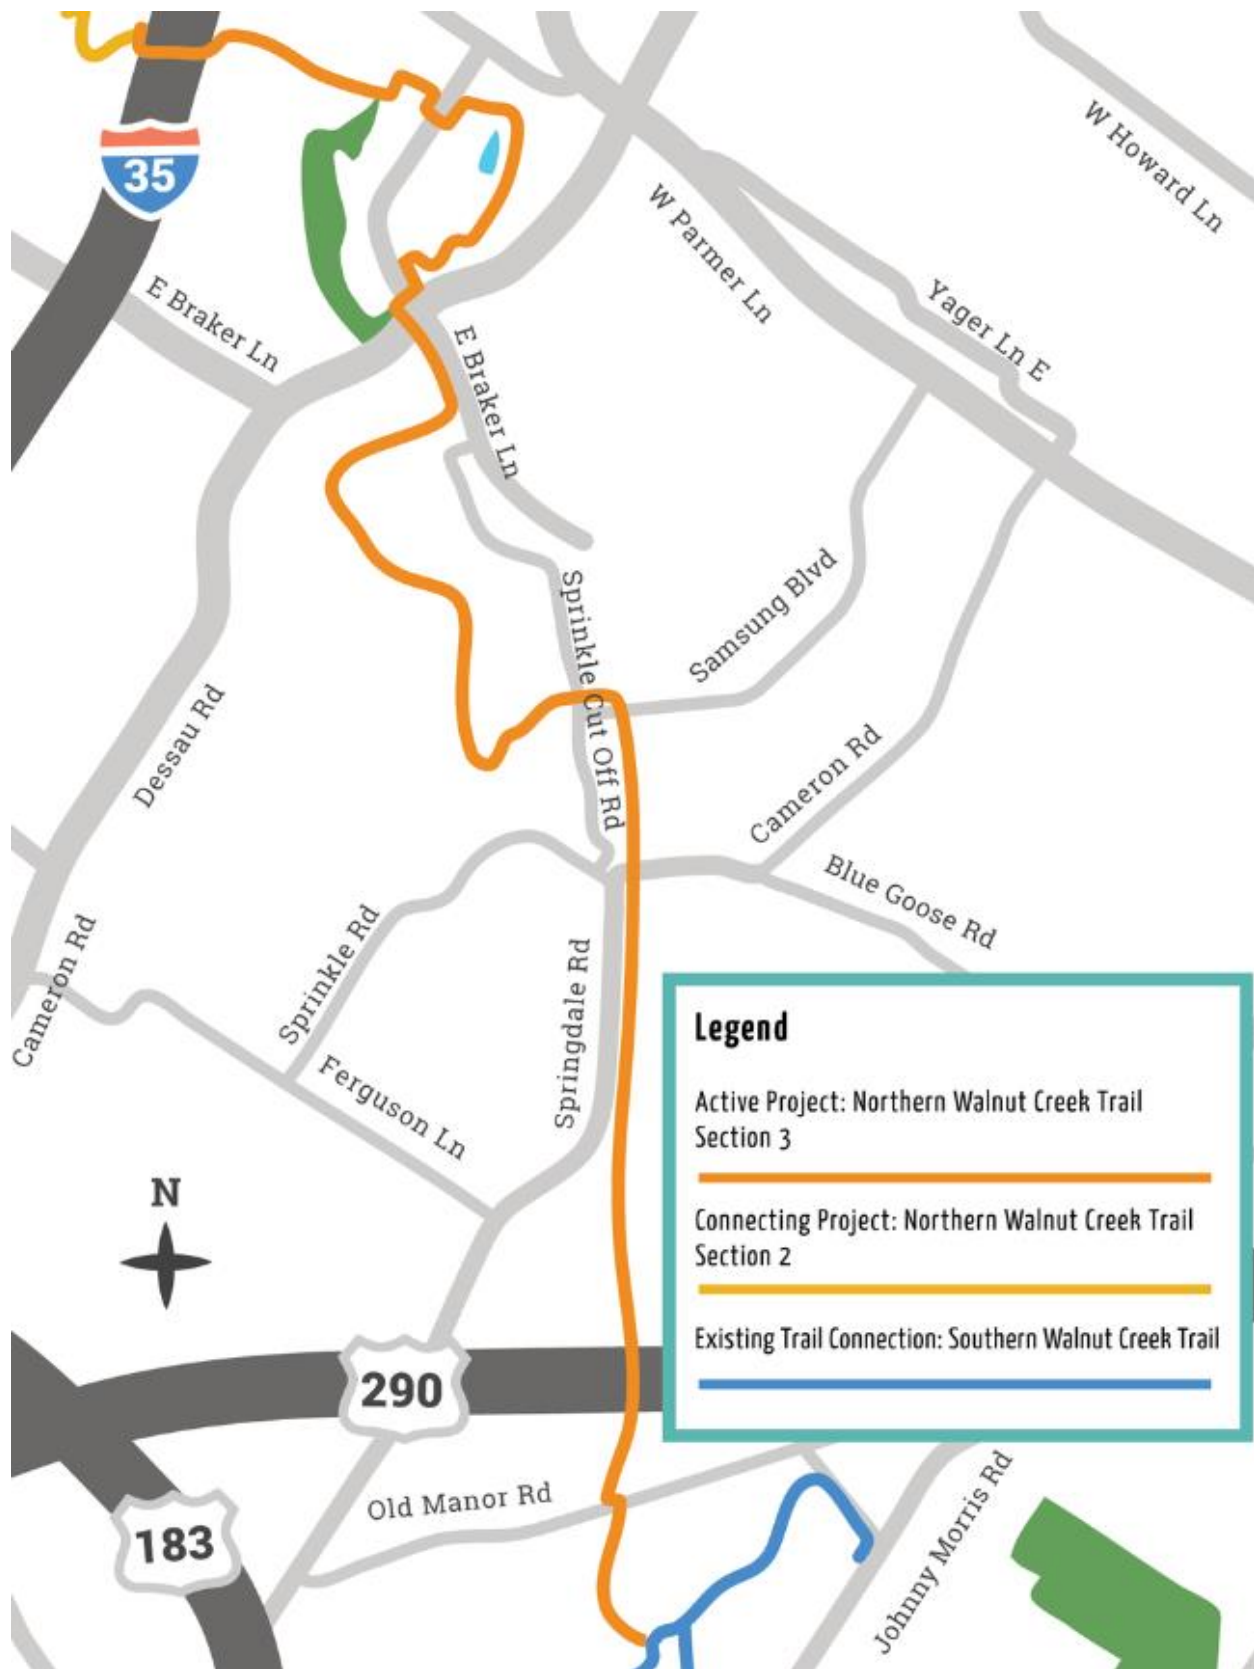 35
W Howard Ln
W Parmer Ln
E Braker Ln
Yager Ln E
E Braker Ln
Samsung Blvd
Sprinkle Cut Off Rd
Dessau Rd
Cameron Rd
Blue Goose Rd
Cameron Rd
Sprinkle Rd
Springdale Rd
Ferguson Ln
Legend
Active Project: Northern Walnut Creek Trail
Section 3
Connecting Project: Northern Walnut Creek Trail
Section 2
Existing Trail Connection: Southern Walnut Creek Trail
N
290
Old Manor Rd
183
Johnny Morris Rd